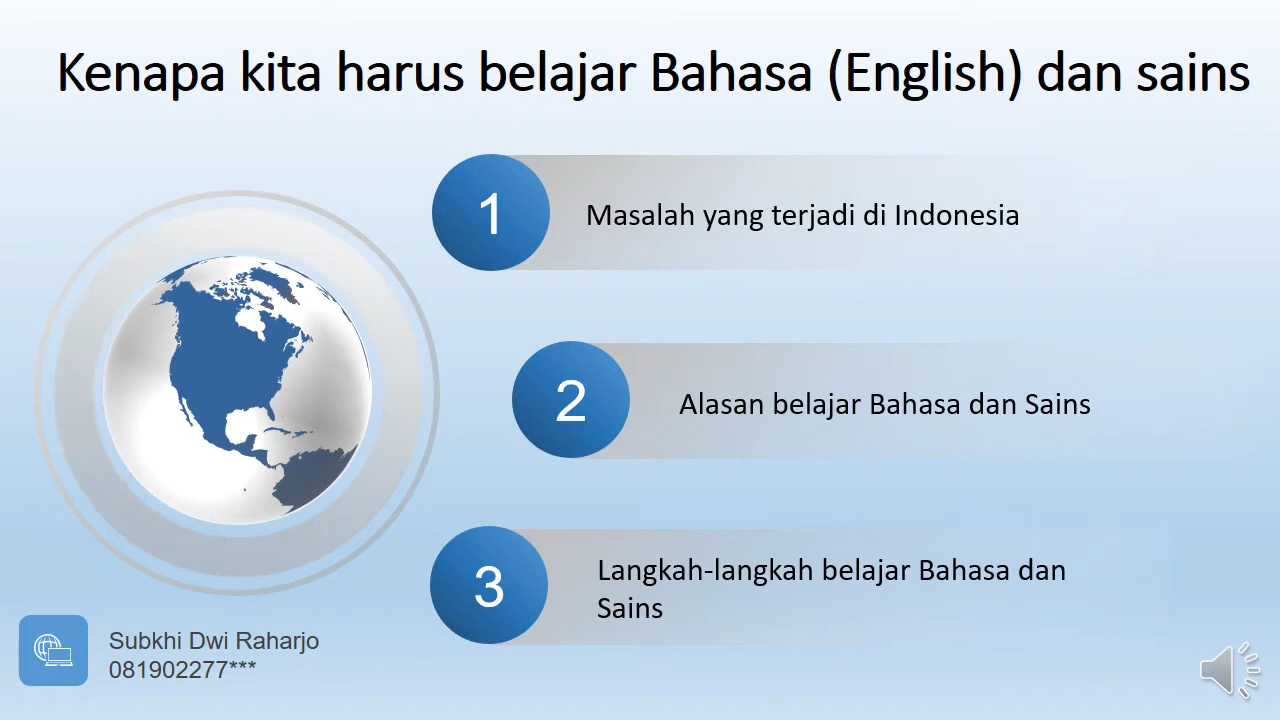 Kenapa kita harus belajar Bahasa (English) dan sains
1
Masalah yang terjadi di Indonesia
2
Alasan belajar Bahasa dan Sains
3
Langkah-langkah belajar Bahasa dan
Sains
Subkhi Dwi Raharjo
081902277***